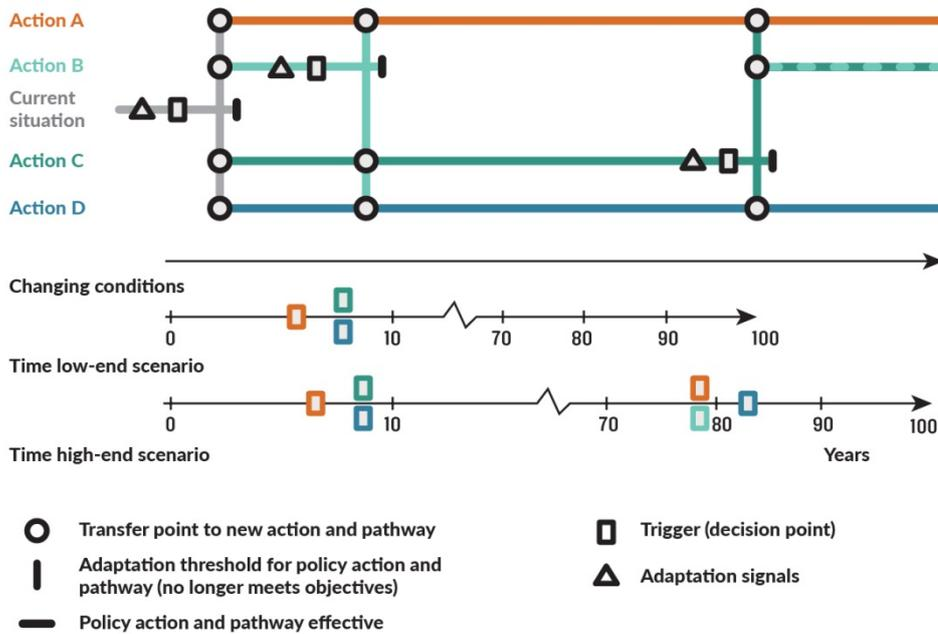 Action A
Action B
Current
situation
Action C
Action D
Changing conditions
0 10 70 80 90 100
Time low-end scenario
0 10 70 80 90 100
Time high-end scenario Years
Transfer point to new action and pathway
Adaptation threshold for policy action and
pathway (no longer meets objectives)
Policy action and pathway effective
Trigger (decision point)
Adaptation signals